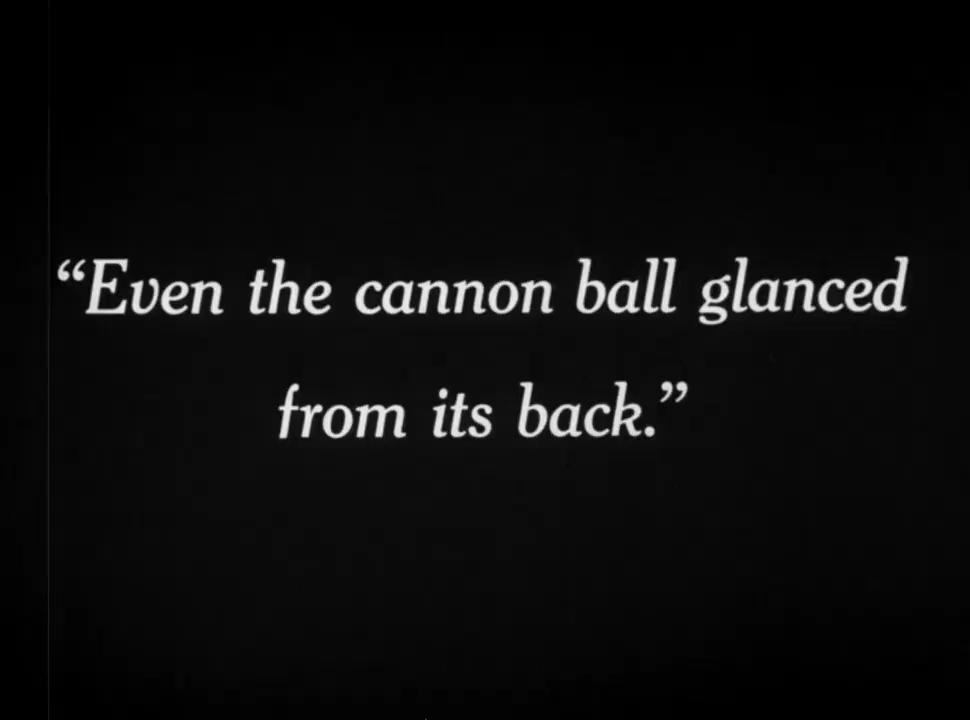 “Even the cannon ball glanced
from its back.”